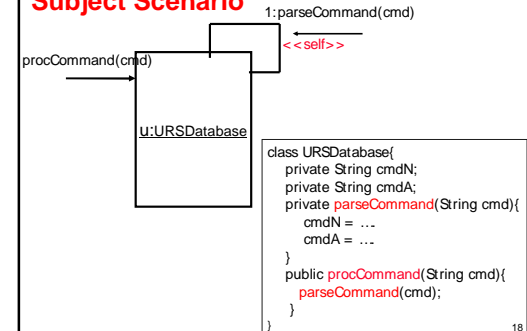 Subject Scenario
1:parseCommand(cmd)
<<self>>
procCommand(cmd)
u:URSDatabase
class URSDatabase{
private String cmdN;
private String cmdA;
private parseCommand(String cmd){
cmdN = ….
cmdA = ….
}
public procCommand(String cmd){
parseCommand(cmd);
}
}
18